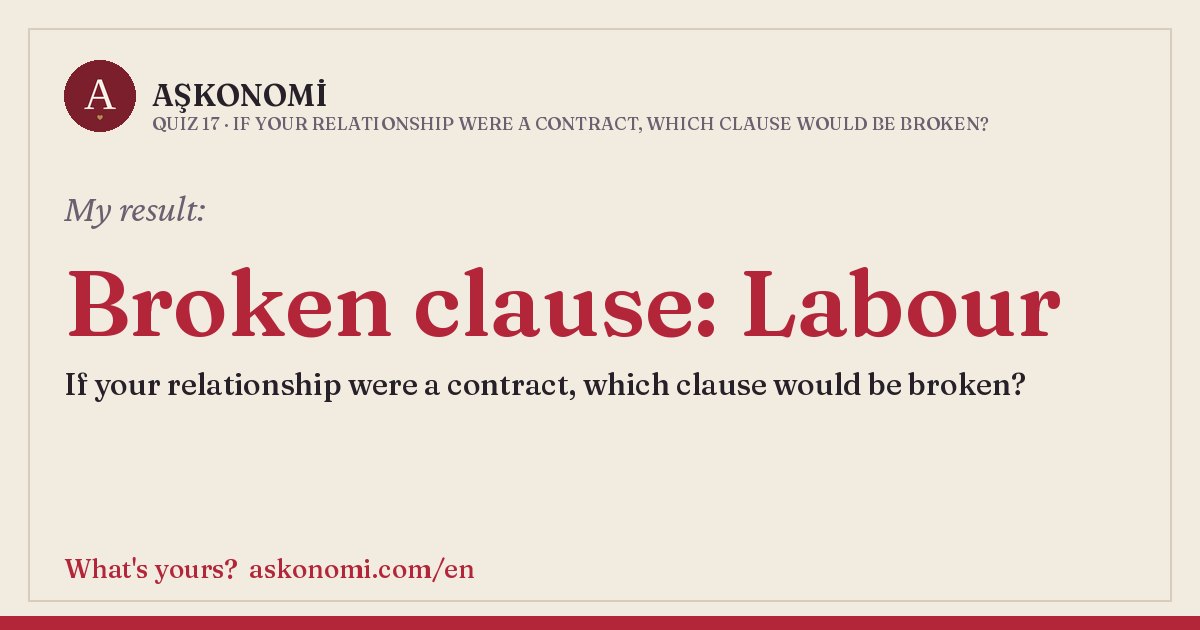 A
AŞKONOMİ
QUIZ 17 · IF YOUR RELATIONSHIP WERE A CONTRACT, WHICH CLAUSE WOULD BE BROKEN?
My result:
Broken clause: Labour
If your relationship were a contract, which clause would be broken?
What's yours? askonomi.com/en